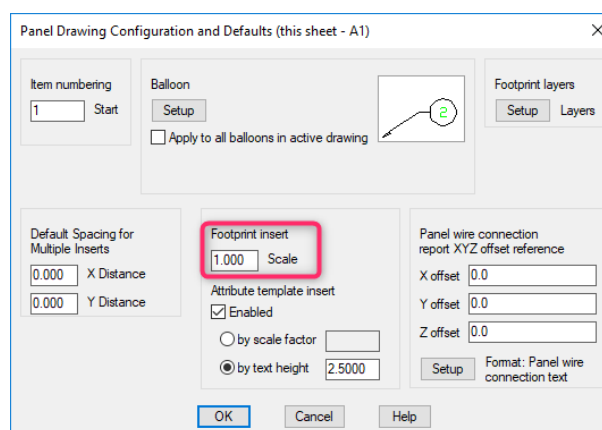 Panel Drawing Configuration and Defaults (this sheet - A1)
Item numbering
1 Start
Balloon
Setup
Apply to all balloons in active drawing
2
Footprint layers
Setup Layers
Default Spacing for
Multiple Inserts
0.000 X Distance
0.000 Y Distance
Footprint insert
1.000 Scale
Attribute template insert
Enabled
by scale factor
by text height 2.5000
Panel wire connection
report XYZ offset reference
X offset 0.0
Y offset 0.0
Z offset 0.0
Setup Format: Panel wire
connection text
OK Cancel Help